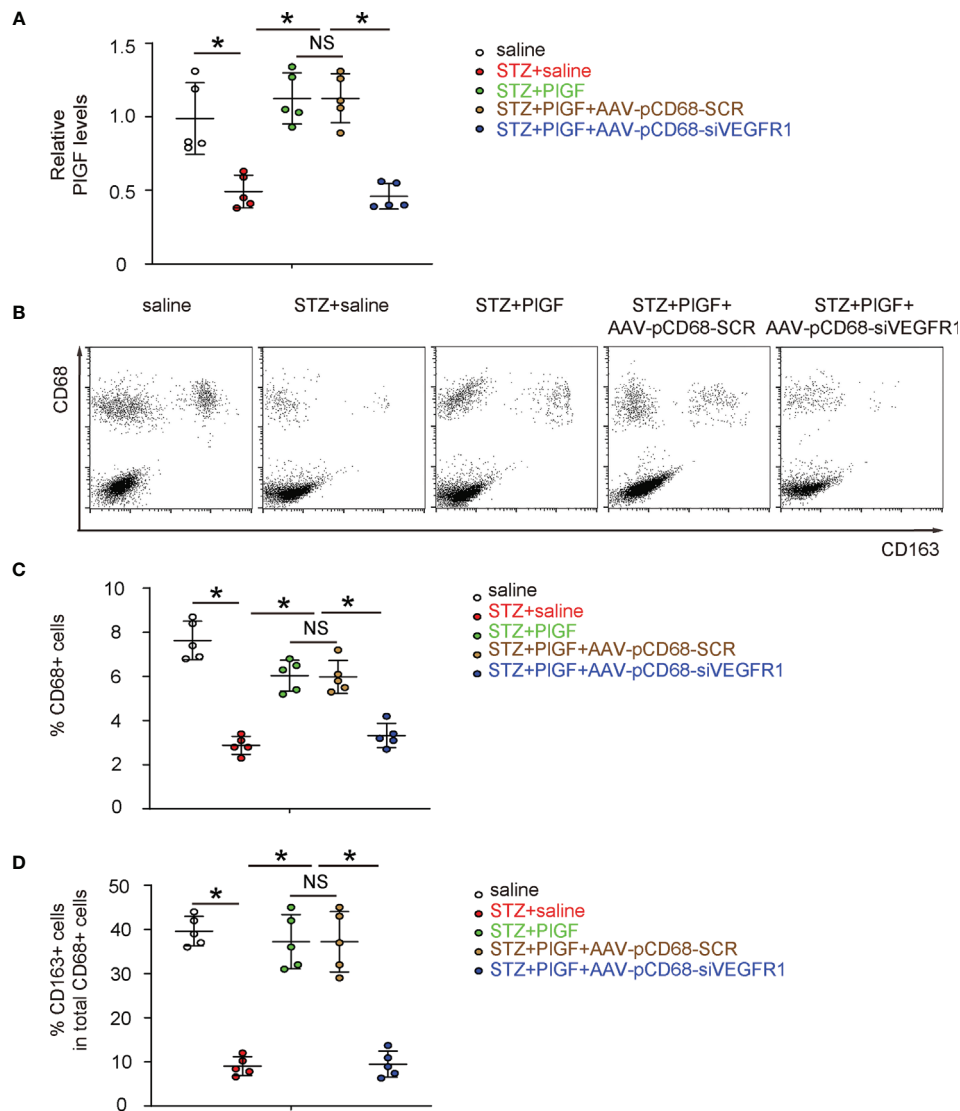 A
*
*
*
*
NS
1.5
1.0
0.5
0
Relative
PlGF levels
saline
STZ+saline
STZ+PlGF
STZ+PlGF+AAV-pCD68-SCR
STZ+PlGF+AAV-pCD68-siVEGFR1
B
saline
STZ+saline
STZ+PlGF
STZ+PlGF+
AAV-pCD68-SCR
STZ+PlGF+
AAV-pCD68-siVEGFR1
CD68
CD163
C
*
*
*
NS
10
8
6
4
2
0
% CD68+ cells
saline
STZ+saline
STZ+PlGF
STZ+PlGF+AAV-pCD68-SCR
STZ+PlGF+AAV-pCD68-siVEGFR1
D
*
*
*
NS
50
40
30
20
10
0
% CD163+ cells
in total CD68+ cells
saline
STZ+saline
STZ+PlGF
STZ+PlGF+AAV-pCD68-SCR
STZ+PlGF+AAV-pCD68-siVEGFR1